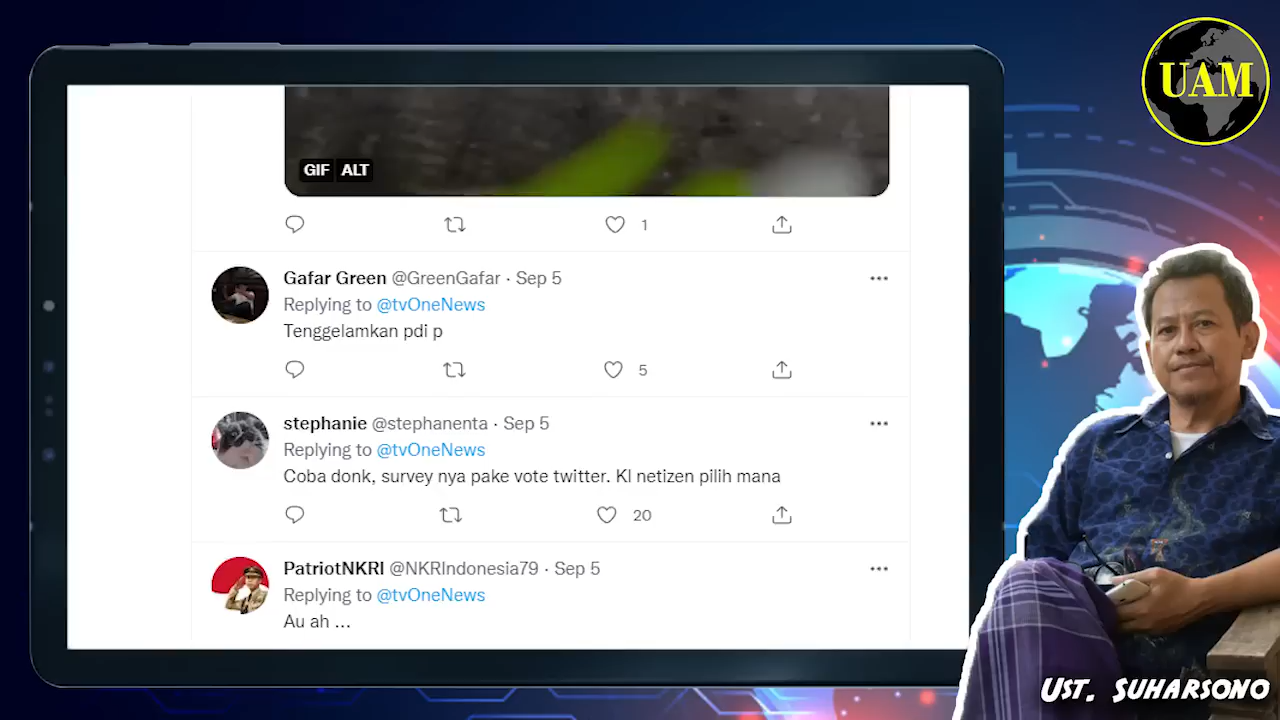 UAM
GIF ALT
1
Gafar Green @GreenGafar · Sep 5
Replying to @tvOneNews
Tenggelamkan pdi p
5
stephanie @stephanenta · Sep 5
Replying to @tvOneNews
Coba donk, survey nya pake vote twitter. Kl netizen pilih mana
20
PatriotNKRI @NKRIndonesia79 · Sep 5
Replying to @tvOneNews
Au ah ...
UST. SUHARSONO